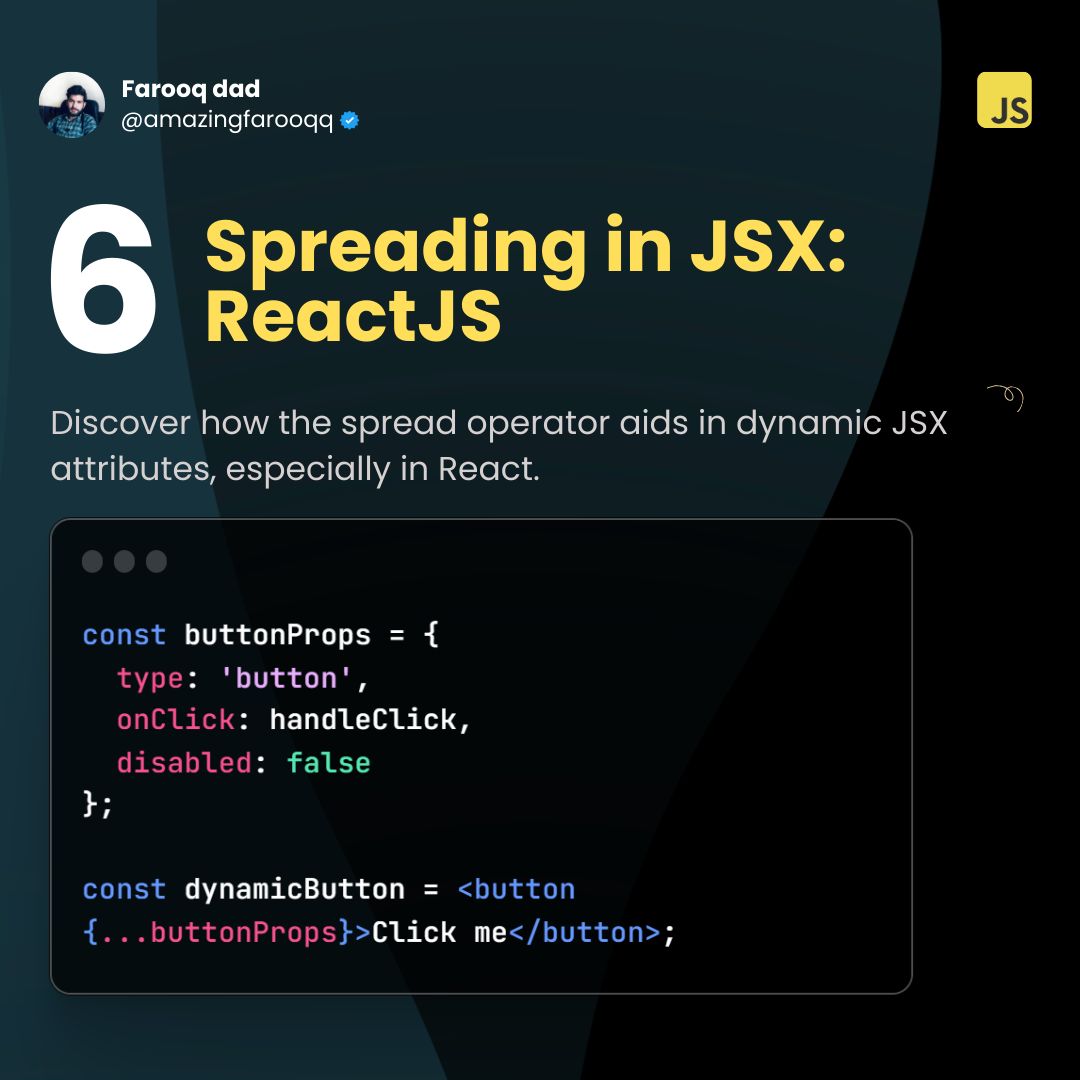 Farooq dad
@amazingfarooqq
JS
6
Spreading in JSX:
ReactJS
Discover how the spread operator aids in dynamic JSX
attributes, especially in React.
const buttonProps = {
  type: 'button',
  onClick: handleClick,
  disabled: false
};
const dynamicButton = <button
{...buttonProps}>Click me</button>;